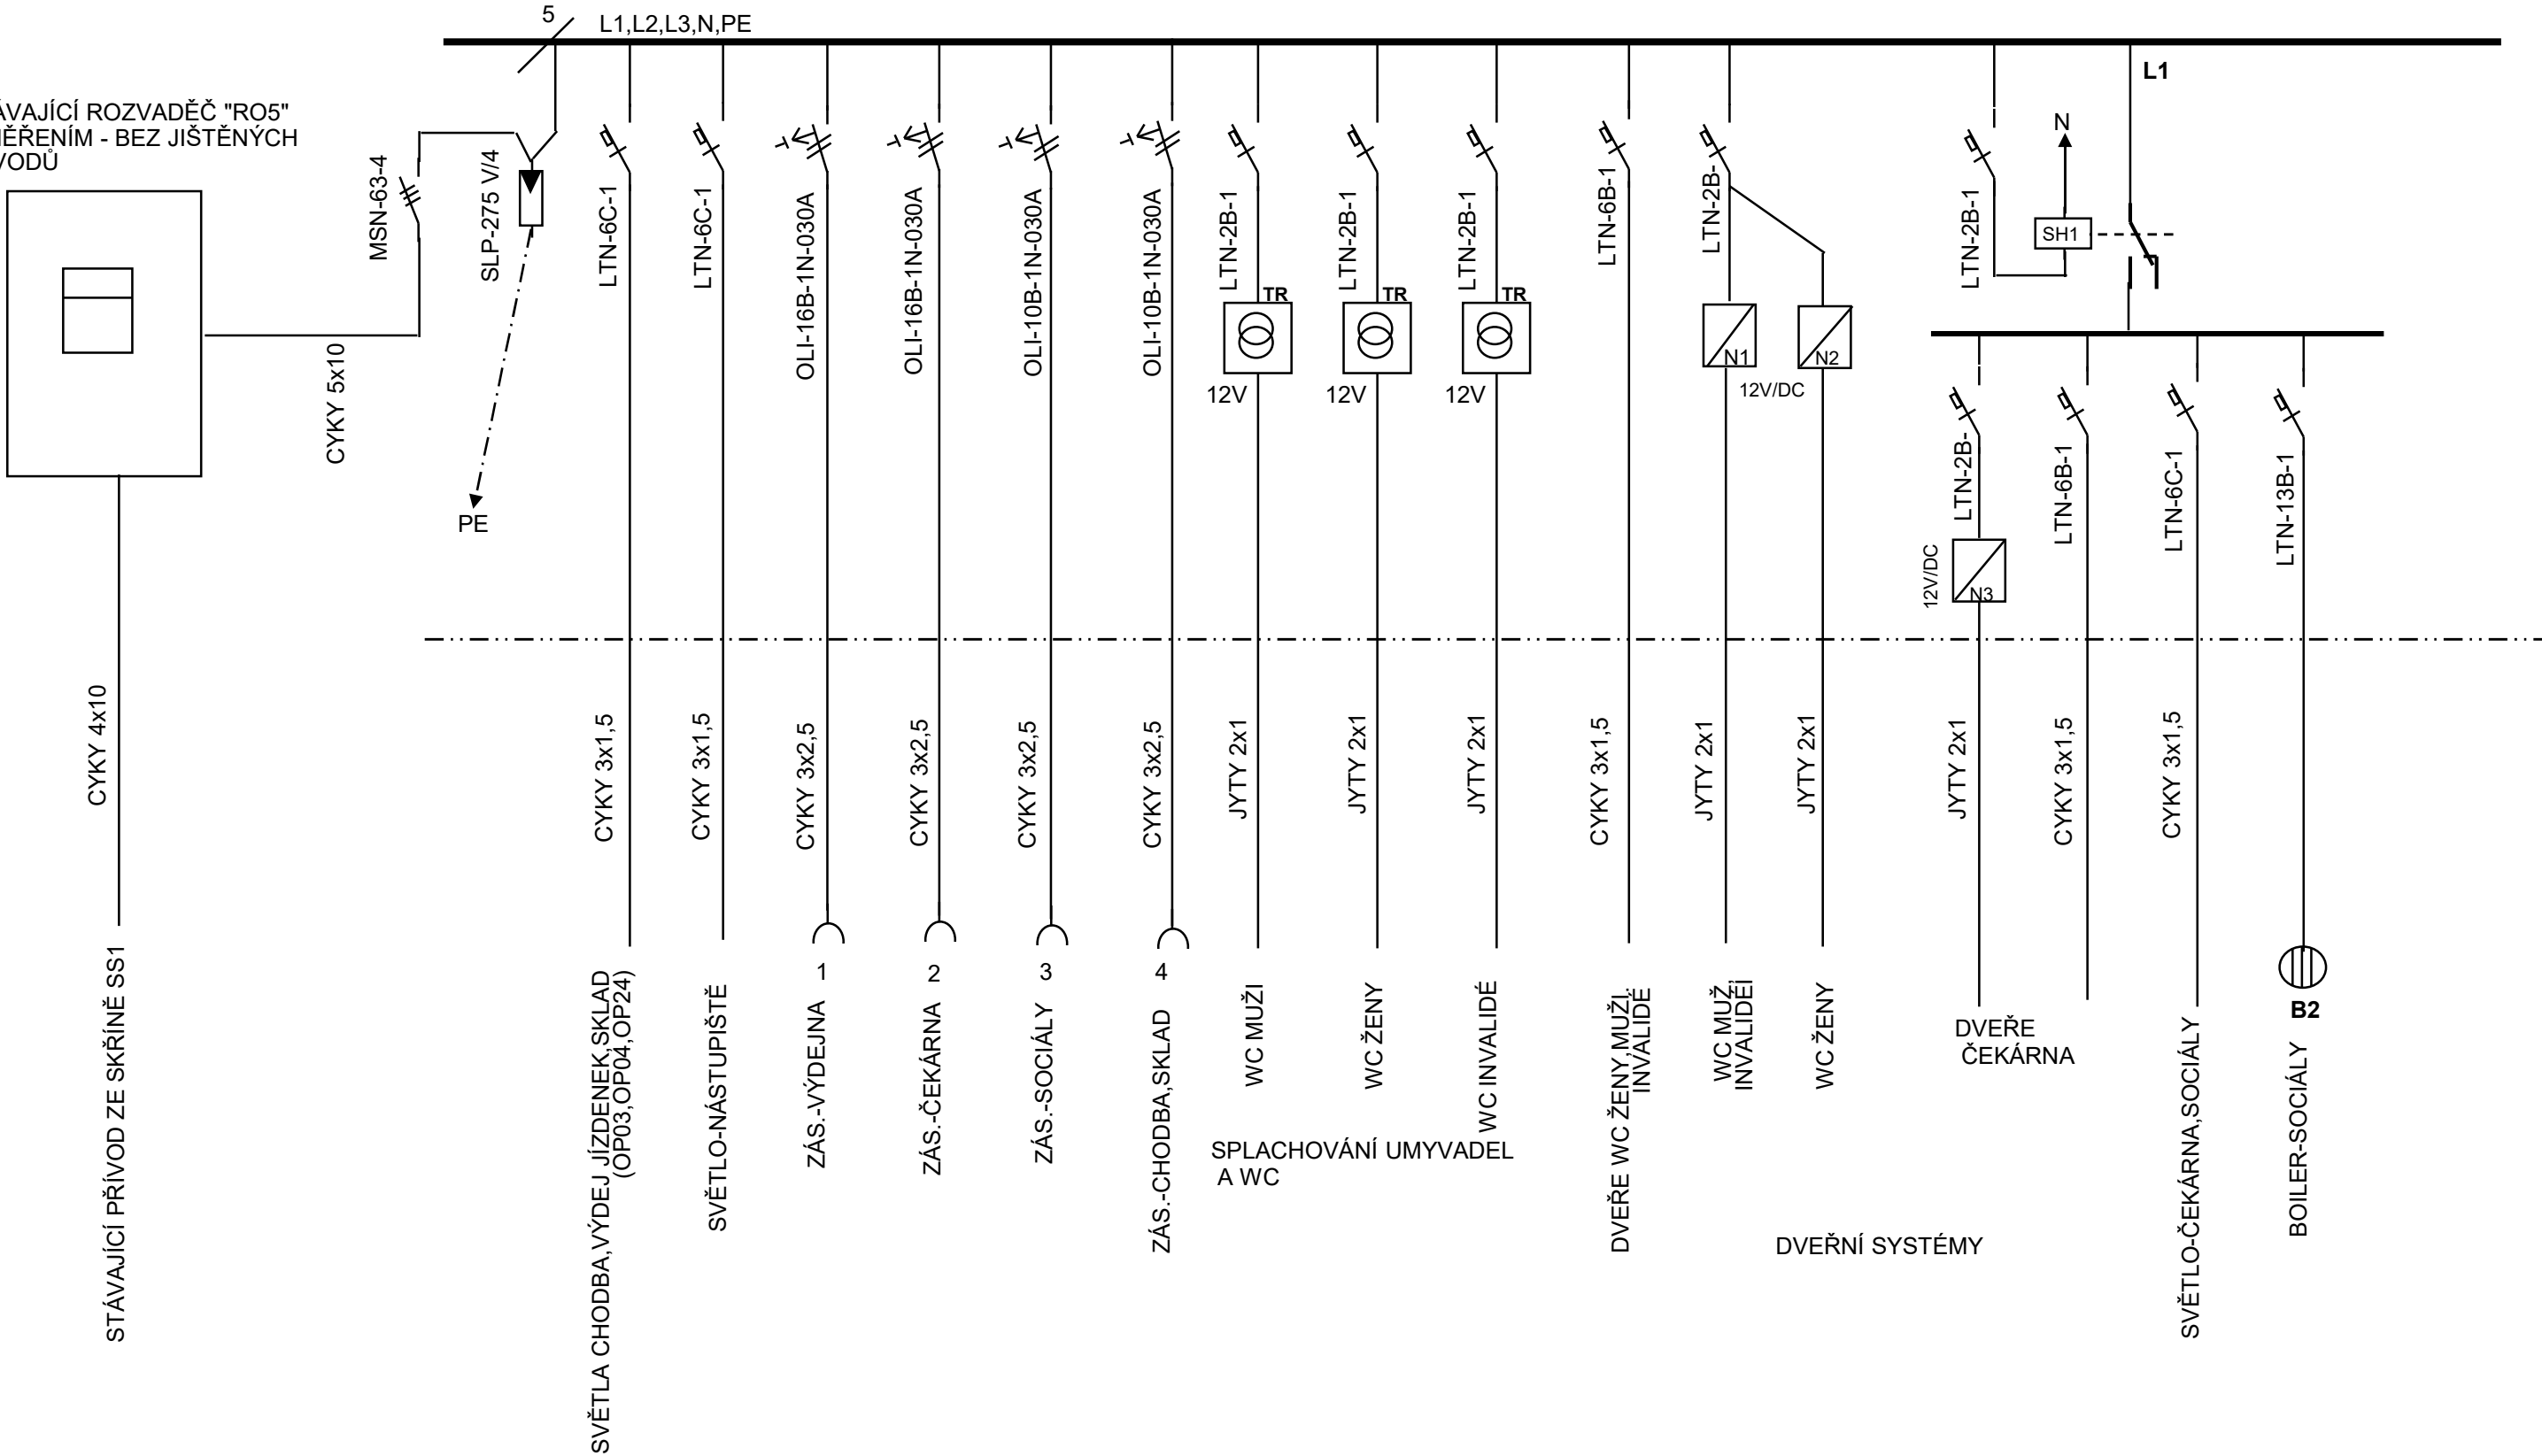 5
L1,L2,L3,N,PE
ÁVAJÍCÍ ROZVADĚČ "RO5"
MĚŘENÍM - BEZ JIŠTĚNÝCH
VODŮ
MSN-63-4
SLP-275 V/4
CYKY 5x10
PE
CYKY 4x10
STÁVAJÍCÍ PŘÍVOD ZE SKŘÍNĚ SS1
LTN-6C-1
LTN-6C-1
OLI-16B-1N-030A
OLI-16B-1N-030A
OLI-10B-1N-030A
OLI-10B-1N-030A
LTN-2B-1
TR
12V
LTN-2B-1
TR
12V
LTN-2B-1
TR
12V
LTN-6B-1
LTN-2B-
N1
N2
12V/DC
LTN-2B-1
N
SH1
L1
LTN-2B-
12V/DC
N3
LTN-6B-1
LTN-6C-1
LTN-13B-1
CYKY 3x1,5
CYKY 3x1,5
CYKY 3x2,5
CYKY 3x2,5
CYKY 3x2,5
CYKY 3x2,5
JYTY 2x1
JYTY 2x1
JYTY 2x1
CYKY 3x1,5
JYTY 2x1
JYTY 2x1
JYTY 2x1
CYKY 3x1,5
CYKY 3x1,5
SVĚTLA CHODBA,VÝDEJ JÍZDENEK,SKLAD
(OP03,OP04,OP24)
SVĚTLO-NÁSTUPIŠTĚ
1
ZÁS.-VÝDEJNA
2
ZÁS.-ČEKÁRNA
3
ZÁS.-SOCIÁLY
4
ZÁS.-CHODBA,SKLAD
WC MUŽI
WC ŽENY
WC INVALIDÉ
SPLACHOVÁNÍ UMYVADEL
A WC
DVEŘE WC ŽENY,MUŽI,
INVALIDÉ
WC MUŽ,
INVALIDÉI
WC ŽENY
DVEŘNÍ SYSTÉMY
DVEŘE
ČEKÁRNA
SVĚTLO-ČEKÁRNA,SOCIÁLY
B2
BOILER-SOCIÁLY